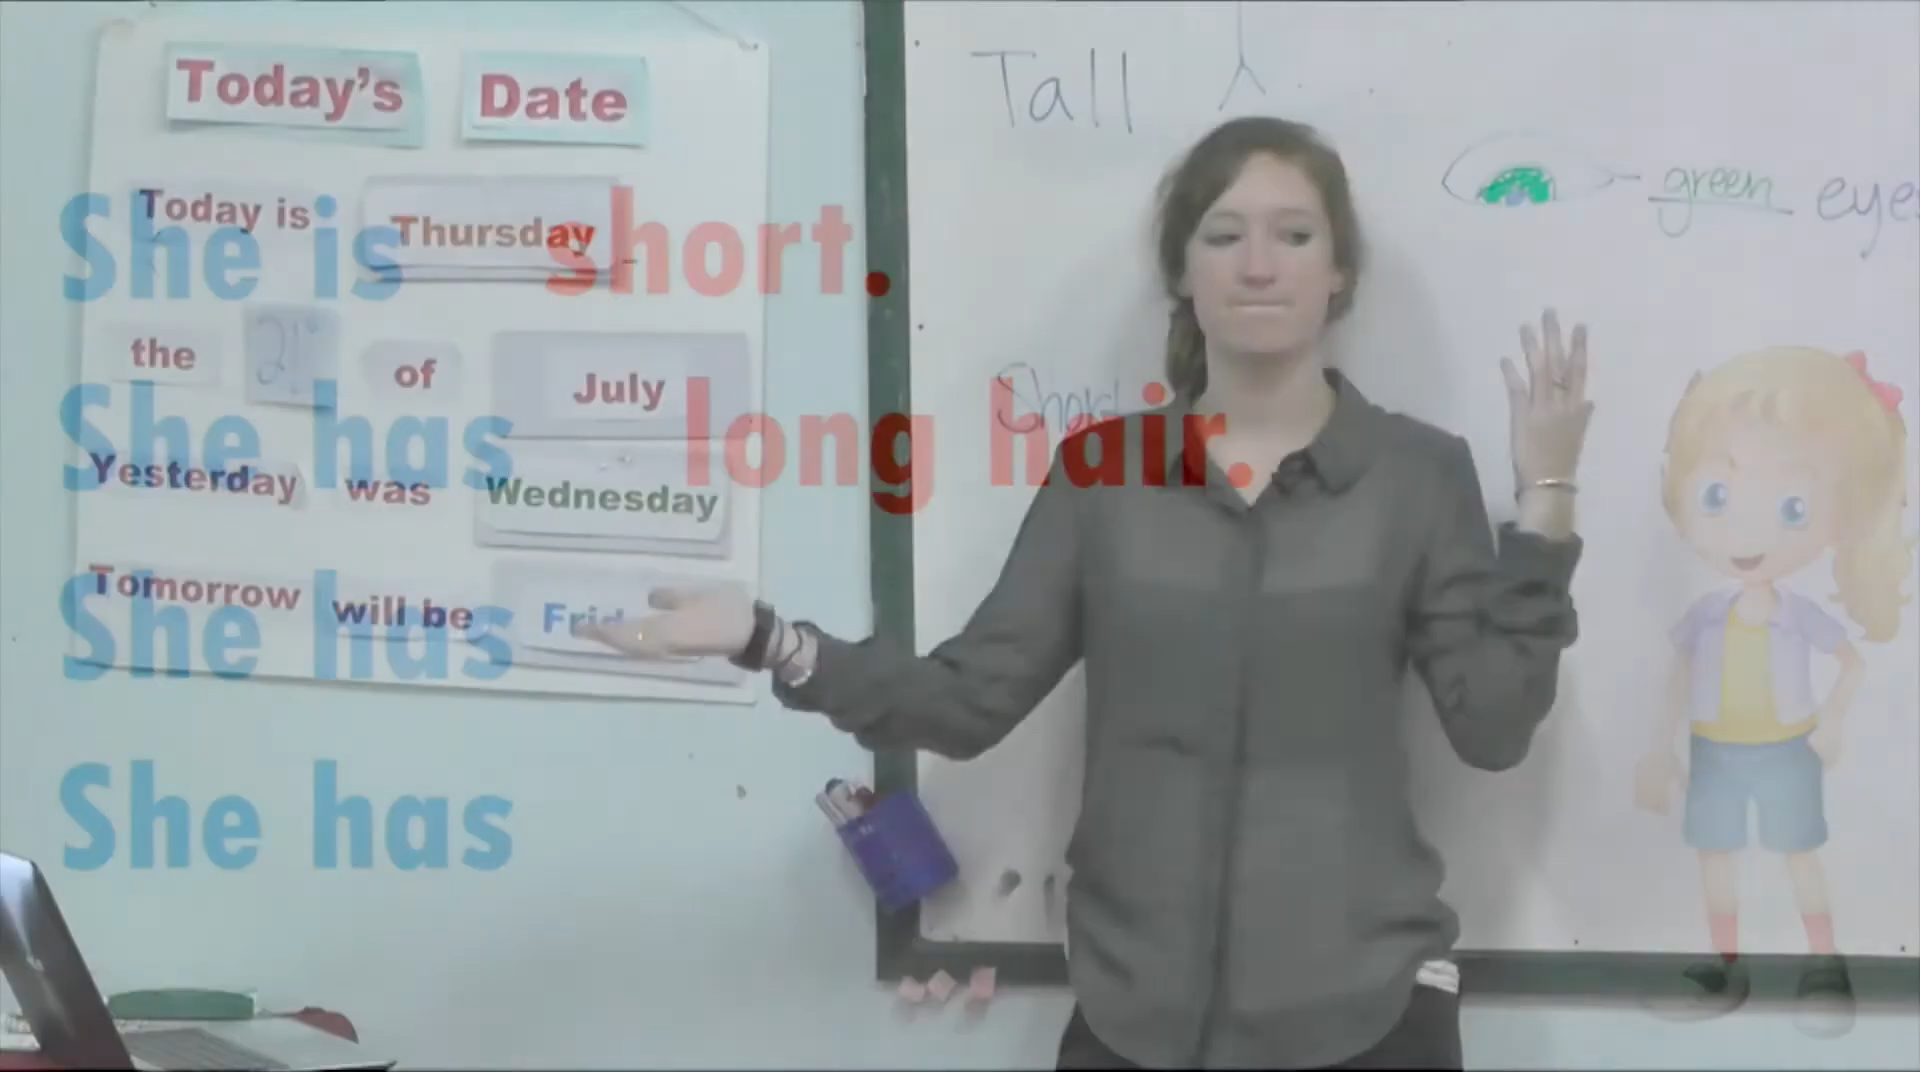 Today's Date
Today is Thursday
the 21st of July
Yesterday was Wednesday
Tomorrow will be
Tall
green eyes
Short
She is short.
She has long hair.
She has
She has